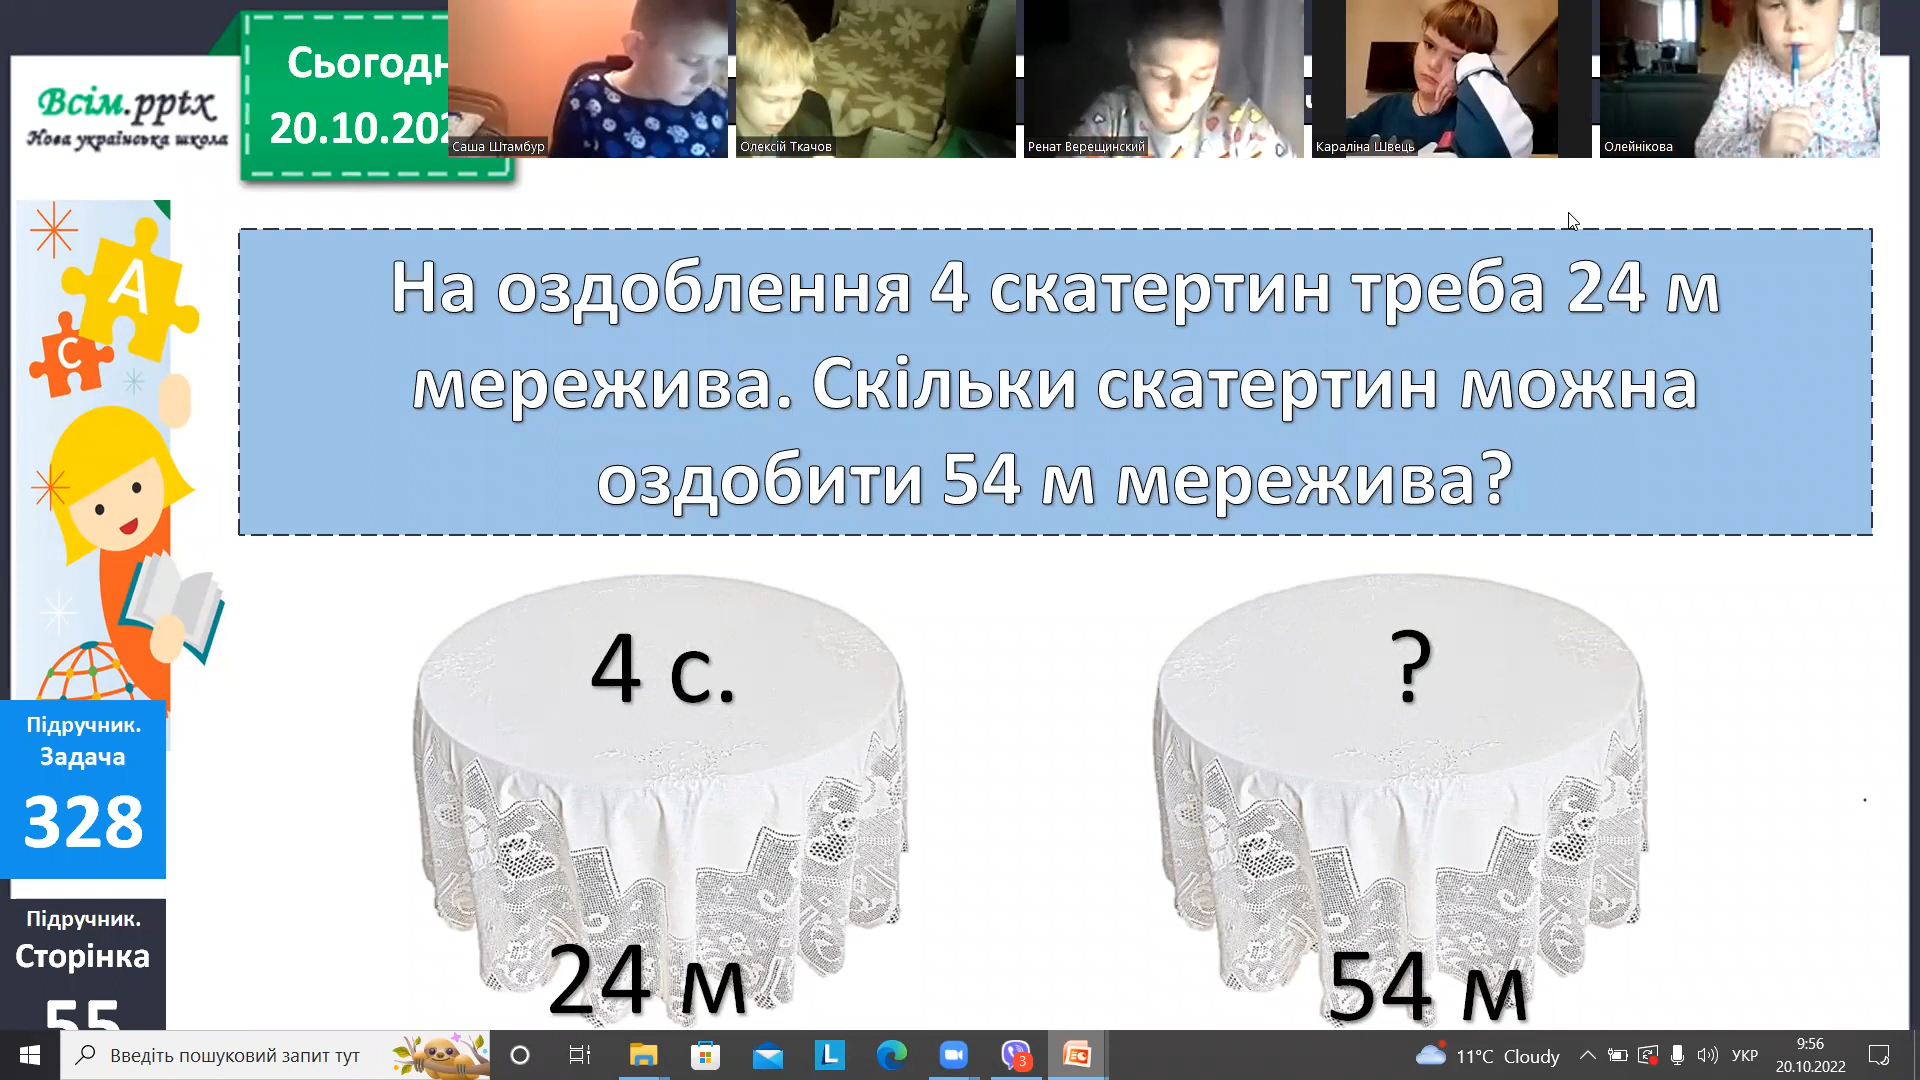 Всім.pptx
Нова українська школа
Сьогодн
20.10.202
Саша Штамбур
Олексій Ткачов
Ренат Верещинский
Караліна Швець
Олейнікова
На оздоблення 4 скатертин треба 24 м
мережива. Скільки скатертин можна
оздобити 54 м мережива?
А
С
4 с.
?
24 м
54 м
Підручник.
Задача
328
Підручник.
Сторінка
55
Введіть пошуковий запит тут
L
3
11°C Cloudy
УКР
9:56
20.10.2022